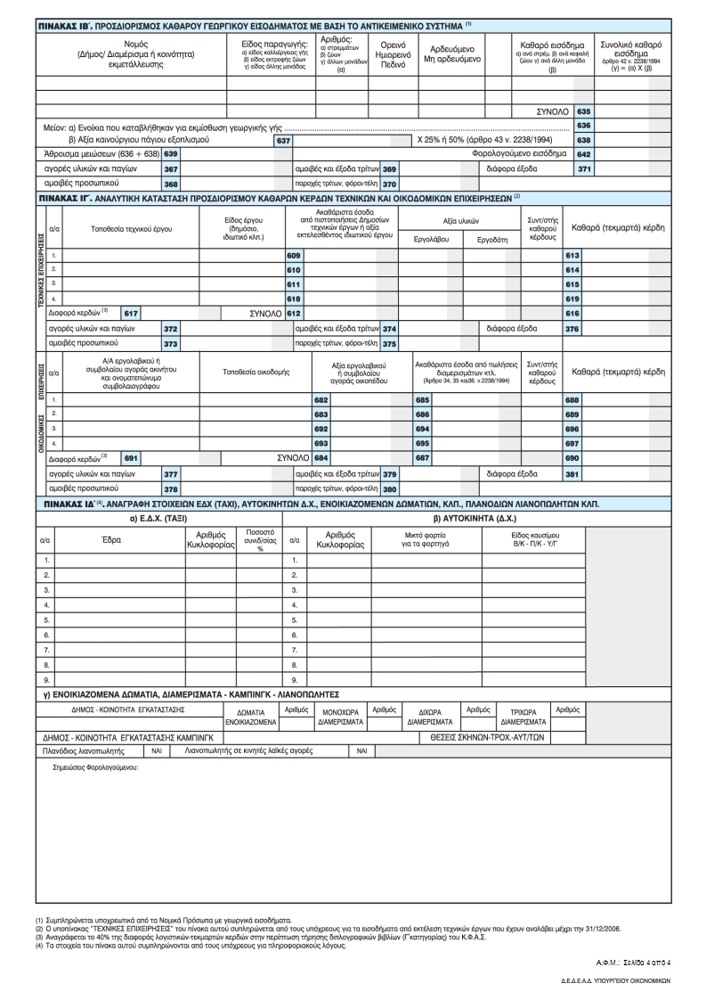 ΠΙΝΑΚΑΣ ΙΒ΄. ΠΡΟΣΔΙΟΡΙΣΜΟΣ ΚΑΘΑΡΟΥ ΓΕΩΡΓΙΚΟΥ ΕΙΣΟΔΗΜΑΤΟΣ ΜΕ ΒΑΣΗ ΤΟ ΑΝΤΙΚΕΙΜΕΝΙΚΟ ΣΥΣΤΗΜΑ (1)
Νομός
(Δήμος/ Διαμέρισμα ή κοινότητα)
εκμετάλλευσης
Είδος παραγωγής:
α) είδος καλλιέργειας γής
β) είδος εκτροφής ζώων
γ) είδος άλλης μονάδας
Αριθμός:
α) στρεμμάτων
β) ζώων
γ) άλλων μονάδων
(α)
Ορεινό
Ημιορεινό
Πεδινό
Αρδευόμενο
Μη αρδευόμενο
Καθαρό εισόδημα
α) ανά στρέμ. β) ανά κεφαλή
ζώου γ) ανά άλλη μονάδα
(β)
Συνολικό καθαρό
εισόδημα
άρθρο 42 ν. 2238/1994
(γ) = (α) Χ (β)
ΣΥΝΟΛΟ 635
Μείον: α) Ενοίκια που καταβλήθηκαν για εκμίσθωση γεωργικής γής ........ 636
β) Αξία καινούργιου πάγιου εξοπλισμού 637 Χ 25% ή 50% (άρθρο 43 ν. 2238/1994) 638
Άθροισμα μειώσεων (636 + 638) 639 Φορολογούμενο εισόδημα 642
αγορές υλικών και παγίων 367 αμοιβές και έξοδα τρίτων 369 διάφορα έξοδα 371
αμοιβές προσωπικού 368 παροχές τρίτων, φόροι-τέλη 370
ΠΙΝΑΚΑΣ ΙΓ΄. ΑΝΑΛΥΤΙΚΗ ΚΑΤΑΣΤΑΣΗ ΠΡΟΣΔΙΟΡΙΣΜΟΥ ΚΑΘΑΡΩΝ ΚΕΡΔΩΝ ΤΕΧΝΙΚΩΝ ΚΑΙ ΟΙΚΟΔΟΜΙΚΩΝ ΕΠΙΧΕΙΡΗΣΕΩΝ (2)
ΤΕΧΝΙΚΕΣ ΕΠΙΧΕΙΡΗΣΕΙΣ
α/α
Τοποθεσία τεχνικού έργου
Είδος έργου
(δημόσιο,
ιδιωτικό κλπ.)
Ακαθάριστα έσοδα
από πιστοποιήσεις Δημοσίων
τεχνικών έργων ή αξία
εκτελεσθέντος ιδιωτικού έργου
Αξία υλικών
Εργολάβου Εργοδότη
Συντ/στής
καθαρού
κέρδους
Καθαρά (τεκμαρτά) κέρδη
1. 609 613
2. 610 614
3. 611 615
4. 618 619
Διαφορά κερδών (3) 617 ΣΥΝΟΛΟ 612 616
αγορές υλικών και παγίων 372 αμοιβές και έξοδα τρίτων 374 διάφορα έξοδα 376
αμοιβές προσωπικού 373 παροχές τρίτων, φόροι-τέλη 375
ΟΙΚΟΔΟΜΙΚΕΣ ΕΠΙΧΕΙΡΗΣΕΙΣ
α/α
Α/Α εργολαβικού ή
συμβολαίου αγοράς ακινήτου
και ονοματεπώνυμο
συμβολαιογράφου
Τοποθεσία οικοδομής
Αξία εργολαβικού
ή συμβολαίου
αγοράς οικοπέδου
Ακαθάριστα έσοδα από πωλήσεις
διαμερισμάτων κτλ.
(Άρθρο 34, 35 και36. ν.2238/1994)
Συντ/στής
καθαρού
κέρδους
Καθαρά (τεκμαρτά) κέρδη
1. 682 685 688
2. 683 686 689
3. 692 694 696
4. 693 695 697
Διαφορά κερδών (3) 691 ΣΥΝΟΛΟ 684 687 690
αγορές υλικών και παγίων 377 αμοιβές και έξοδα τρίτων 379 διάφορα έξοδα 381
αμοιβές προσωπικού 378 παροχές τρίτων, φόροι-τέλη 380
ΠΙΝΑΚΑΣ ΙΔ΄(4). ΑΝΑΓΡΑΦΗ ΣΤΟΙΧΕΙΩΝ ΕΔΧ (ΤΑΧΙ), ΑΥΤΟΚΙΝΗΤΩΝ Δ.Χ., ΕΝΟΙΚΙΑΖΟΜΕΝΩΝ ΔΩΜΑΤΙΩΝ, ΚΛΠ., ΠΛΑΝΟΔΙΩΝ ΛΙΑΝΟΠΩΛΗΤΩΝ ΚΛΠ.
α) Ε.Δ.Χ. (ΤΑΞΙ) β) ΑΥΤΟΚΙΝΗΤΑ (Δ.Χ.)
α/α
Έδρα
Αριθμός
Κυκλοφορίας
Ποσοστό
συνιδ/σίας
%
α/α
Αριθμός
Κυκλοφορίας
Μικτό φορτίο
για τα φορτηγά
Είδος καυσίμου
Β/Κ - Π/Κ - Υ/Γ
1. 1.
2. 2.
3. 3.
4. 4.
5. 5.
6. 6.
7. 7.
8. 8.
9. 9.
γ) ΕΝΟΙΚΙΑΖΟΜΕΝΑ ΔΩΜΑΤΙΑ, ΔΙΑΜΕΡΙΣΜΑΤΑ - ΚΑΜΠΙΝΓΚ - ΛΙΑΝΟΠΩΛΗΤΕΣ
ΔΗΜΟΣ - ΚΟΙΝΟΤΗΤΑ ΕΓΚΑΤΑΣΤΑΣΗΣ
ΔΩΜΑΤΙΑ
ΕΝΟΙΚΙΑΖΟΜΕΝΑ
Αριθμός
ΜΟΝΟΧΩΡΑ
ΔΙΑΜΕΡΙΣΜΑΤΑ
Αριθμός
ΔΙΧΩΡΑ
ΔΙΑΜΕΡΙΣΜΑΤΑ
Αριθμός
ΤΡΙΧΩΡΑ
ΔΙΑΜΕΡΙΣΜΑΤΑ
Αριθμός
ΔΗΜΟΣ - ΚΟΙΝΟΤΗΤΑ ΕΓΚΑΤΑΣΤΑΣΗΣ ΚΑΜΠΙΝΓΚ ΘΕΣΕΙΣ ΣΚΗΝΩΝ-ΤΡΟΧ.-ΑΥΤ/ΤΩΝ
Πλανόδιος λιανοπωλητής ΝΑΙ Λιανοπωλητής σε κινητές λαϊκές αγορές ΝΑΙ
Σημειώσεις Φορολογούμενου:
(1) Συμπληρώνεται υποχρεωτικά από τα Νομικά Πρόσωπα με γεωργικά εισοδήματα.
(2) Ο υποπίνακας "ΤΕΧΝΙΚΕΣ ΕΠΙΧΕΙΡΗΣΕΙΣ" του πίνακα αυτού συμπληρώνεται από τους υπόχρεους για τα εισοδήματα από εκτέλεση τεχνικών έργων που έχουν αναλάβει μέχρι την 31/12/2006.
(3) Αναγράφεται το 40% της διαφοράς λογιστικών-τεκμαρτών κερδών στην περίπτωση τήρησης διπλογραφικών βιβλίων (Γ'κατηγορίας) του Κ.Φ.Α.Σ.
(4) Τα στοιχεία του πίνακα αυτού συμπληρώνονται από τους υπόχρεους για πληροφοριακούς λόγους.
Α.Φ.Μ.: Σελίδα 4 από 4
Δ.Ε.Δ.Ε.Α.Δ. ΥΠΟΥΡΓΕΙΟΥ ΟΙΚΟΝΟΜΙΚΩΝ